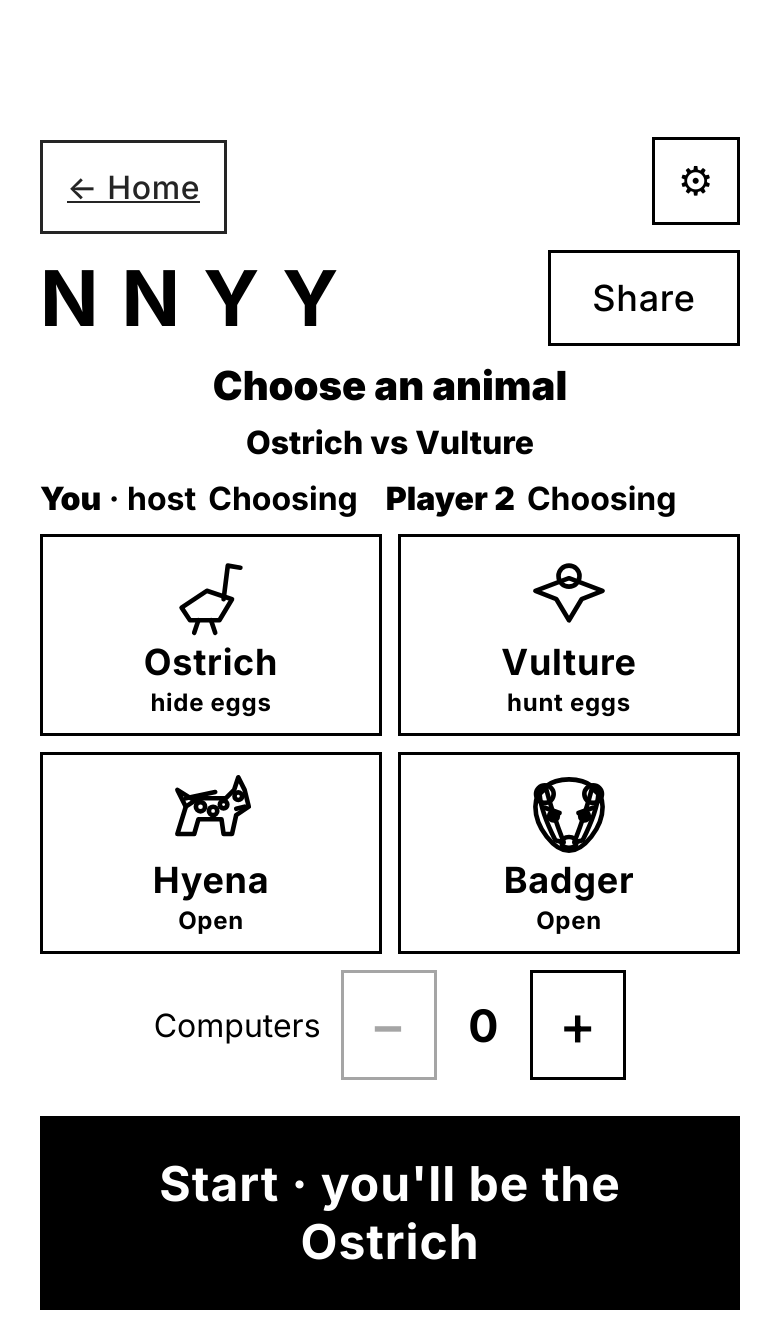 ← Home
⚙
N N Y Y
Share
Choose an animal
Ostrich vs Vulture
You · host Choosing Player 2 Choosing
Ostrich
hide eggs
Vulture
hunt eggs
Hyena
Open
Badger
Open
Computers − 0 +
Start · you'll be the
Ostrich